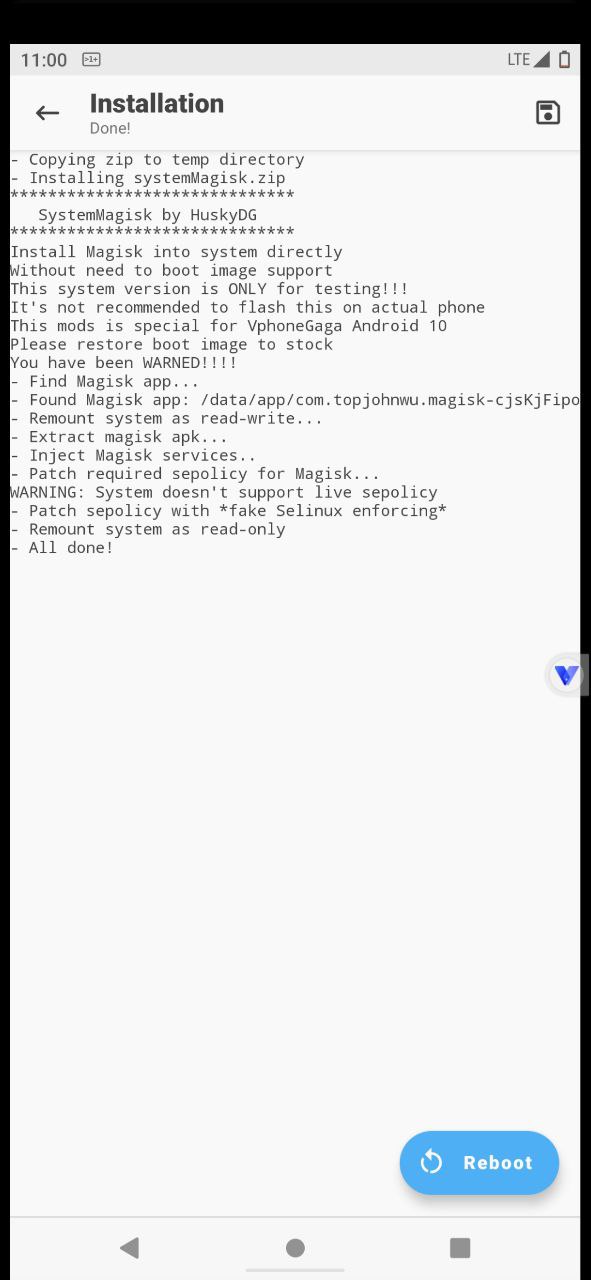 11:00
>1+
LTE
Installation
Done!
- Copying zip to temp directory
- Installing systemMagisk.zip
******************************
SystemMagisk by HuskyDG
******************************
Install Magisk into system directly
Without need to boot image support
This system version is ONLY for testing!!!
It's not recommended to flash this on actual phone
This mods is special for VphoneGaga Android 10
Please restore boot image to stock
You have been WARNED!!!!
- Find Magisk app...
- Found Magisk app: /data/app/com.topjohnwu.magisk-cjsKjFipo
- Remount system as read-write...
- Extract magisk apk...
- Inject Magisk services..
- Patch required sepolicy for Magisk...
WARNING: System doesn't support live sepolicy
- Patch sepolicy with *fake Selinux enforcing*
- Remount system as read-only
- All done!
Reboot